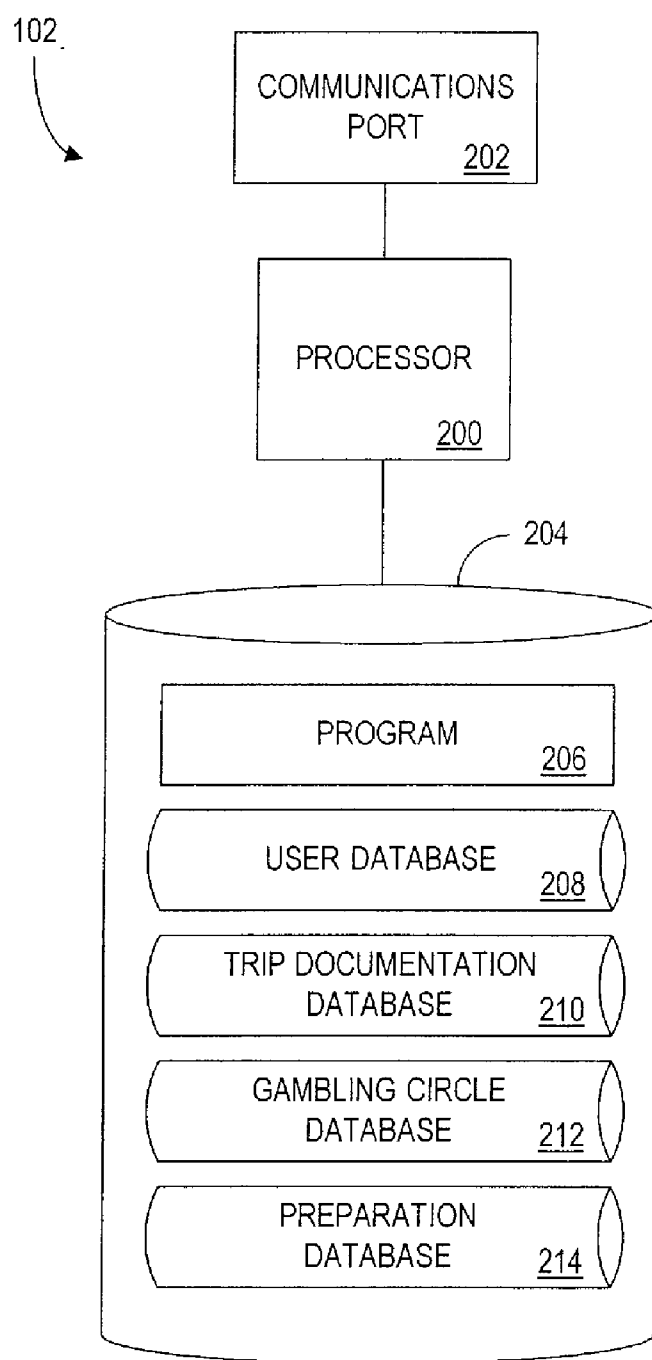 102
COMMUNICATIONS
PORT
202
PROCESSOR
200
204
PROGRAM
206
USER DATABASE
208
TRIP DOCUMENTATION
DATABASE
210
GAMBLING CIRCLE
DATABASE
212
PREPARATION
DATABASE
214